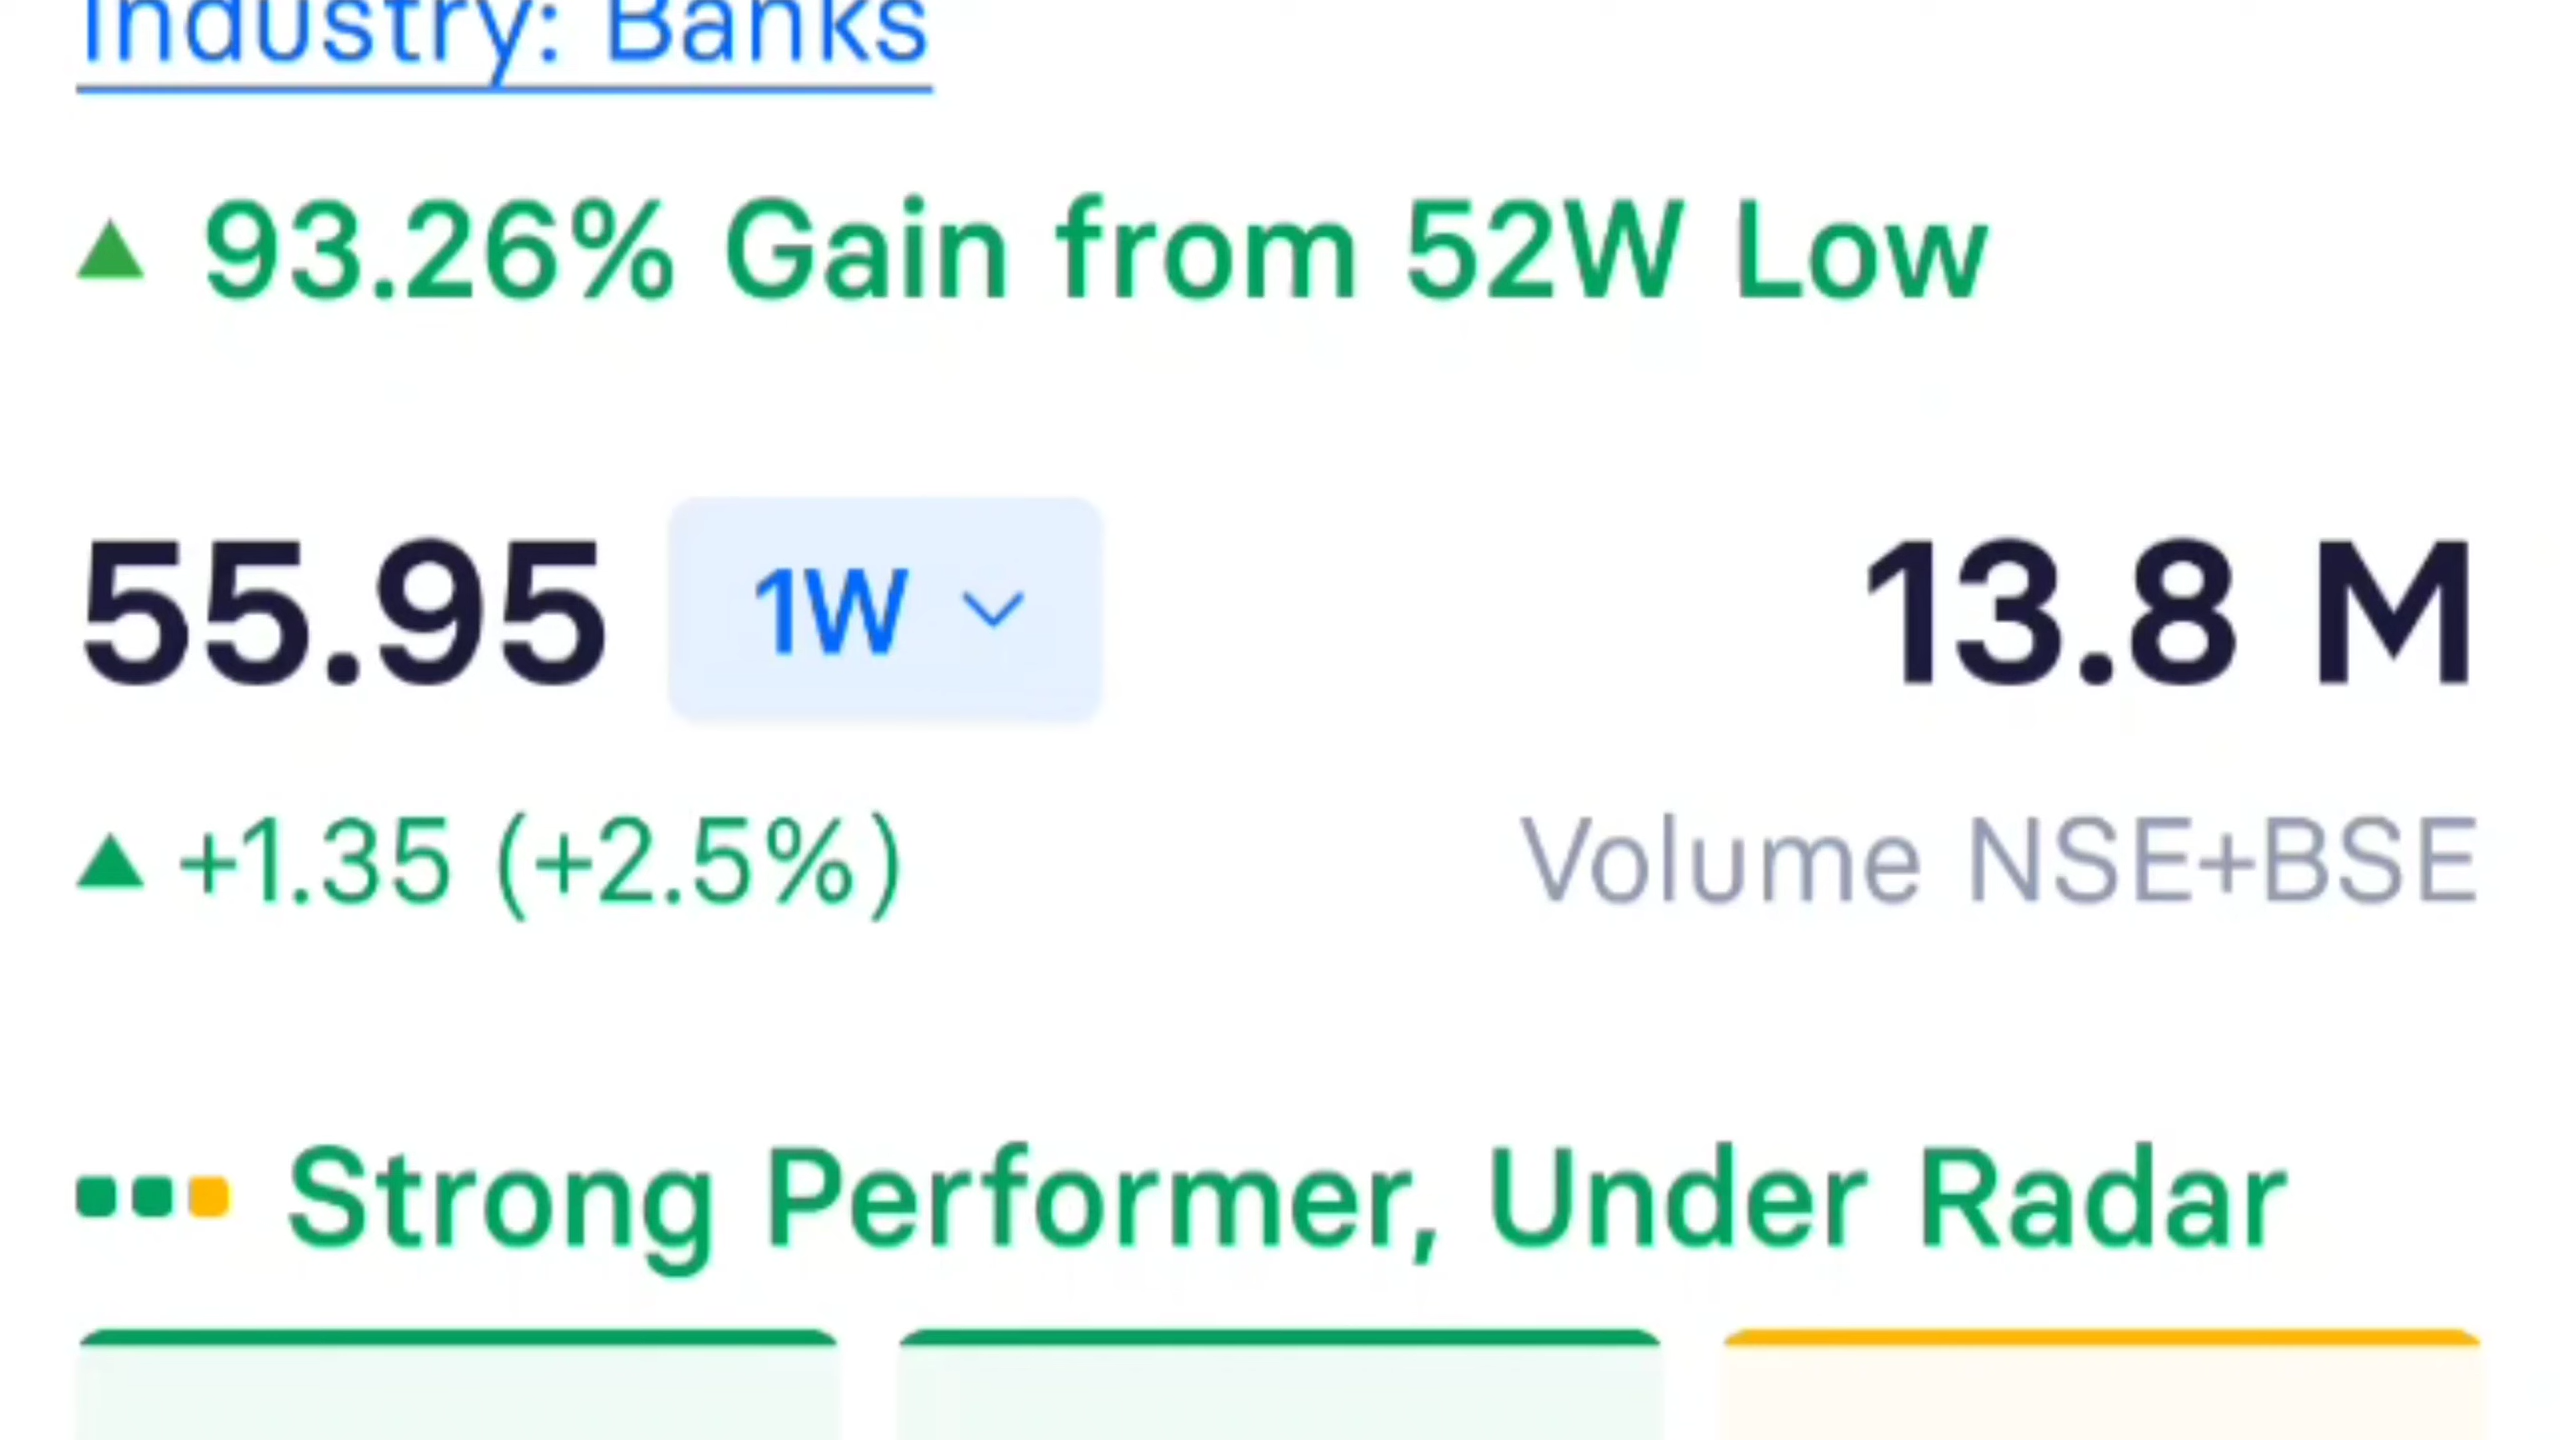 Industry: Banks
93.26% Gain from 52W Low
55.95 1W 13.8 M
+1.35 (+2.5%) Volume NSE+BSE
Strong Performer, Under Radar